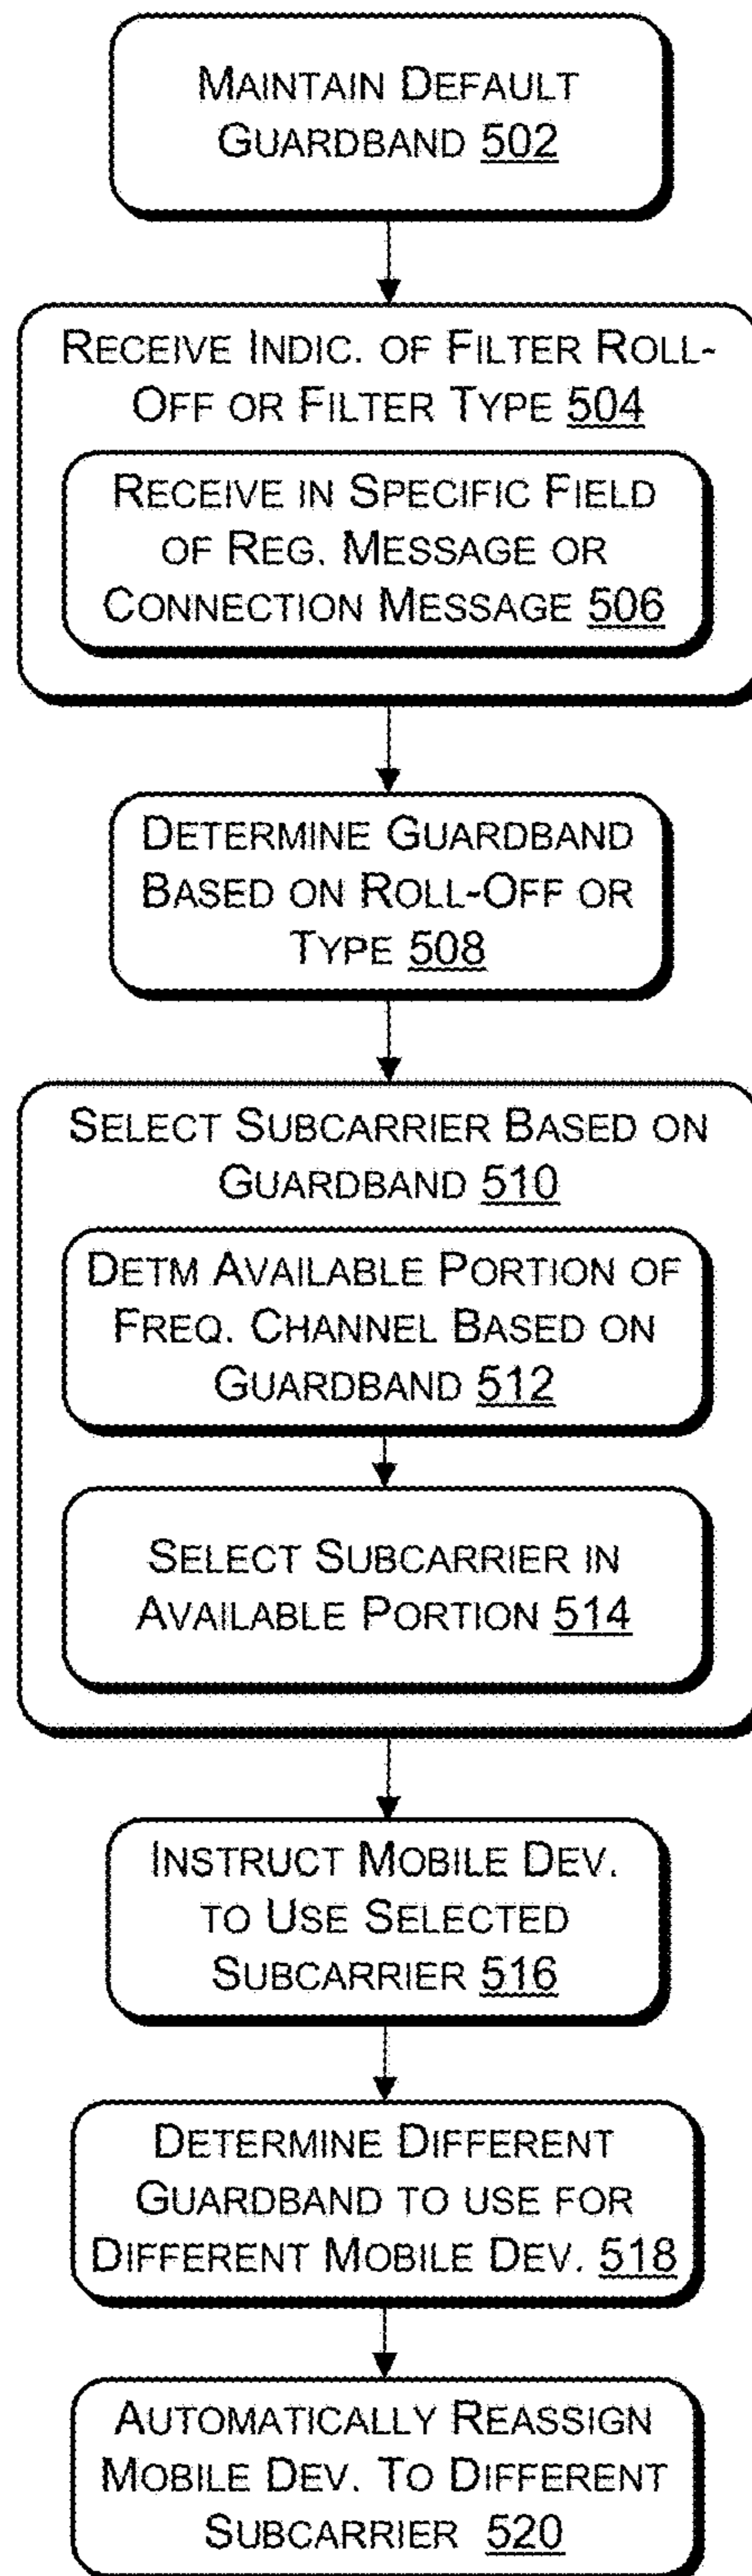 MAINTAIN DEFAULT
GUARDBAND 502
RECEIVE INDIC. OF FILTER ROLL-
OFF OR FILTER TYPE 504
RECEIVE IN SPECIFIC FIELD
OF REG. MESSAGE OR
CONNECTION MESSAGE 506
DETERMINE GUARDBAND
BASED ON ROLL-OFF OR
TYPE 508
SELECT SUBCARRIER BASED ON
GUARDBAND 510
DETM AVAILABLE PORTION OF
FREQ. CHANNEL BASED ON
GUARDBAND 512
SELECT SUBCARRIER IN
AVAILABLE PORTION 514
INSTRUCT MOBILE DEV.
TO USE SELECTED
SUBCARRIER 516
DETERMINE DIFFERENT
GUARDBAND TO USE FOR
DIFFERENT MOBILE DEV. 518
AUTOMATICALLY REASSIGN
MOBILE DEV. TO DIFFERENT
SUBCARRIER 520